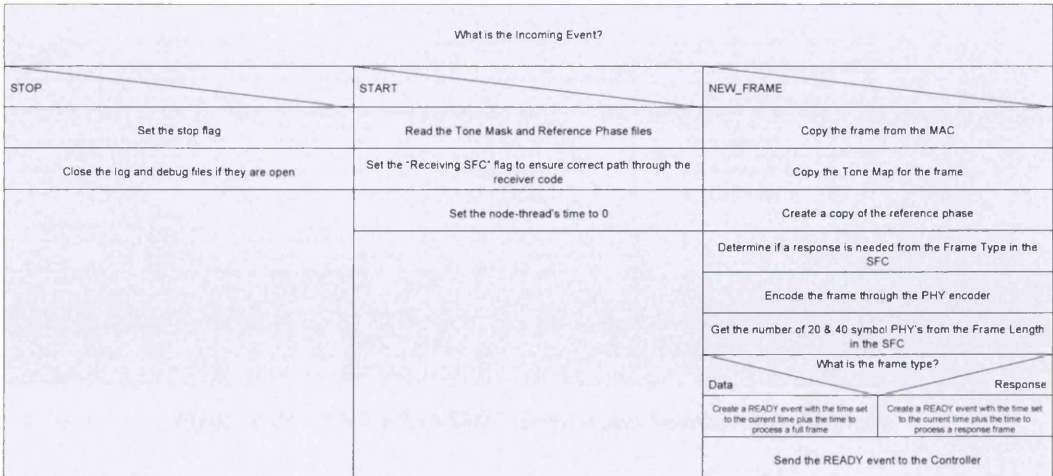 What is the Incoming Event?
STOP
START
NEW_FRAME
Set the stop flag
Read the Tone Mask and Reference Phase files
Copy the frame from the MAC
Close the log and debug files if they are open
Set the "Receiving SFC" flag to ensure correct path through the
receiver code
Copy the Tone Map for the frame
Set the node-thread's time to 0
Create a copy of the reference phase
Determine if a response is needed from the Frame Type in the
SFC
Encode the frame through the PHY encoder
Get the number of 20 & 40 symbol PHY's from the Frame Length
in the SFC
What is the frame type?
Data
Response
Create a READY event with the time set
to the current time plus the time to
process a full frame
Create a READY event with the time set
to the current time plus the time to
process a response frame
Send the READY event to the Controller